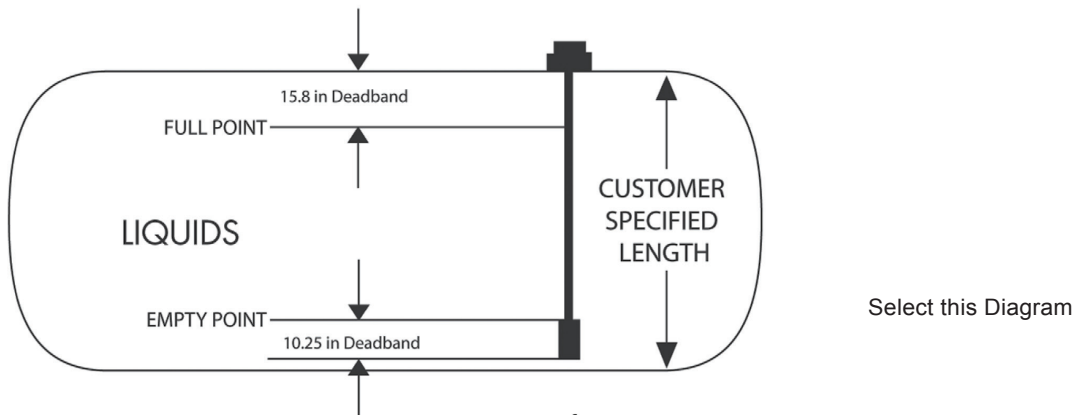 15.8 in Deadband
FULL POINT
CUSTOMER
SPECIFIED
LENGTH
LIQUIDS
Select this Diagram
EMPTY POINT
10.25 in Deadband